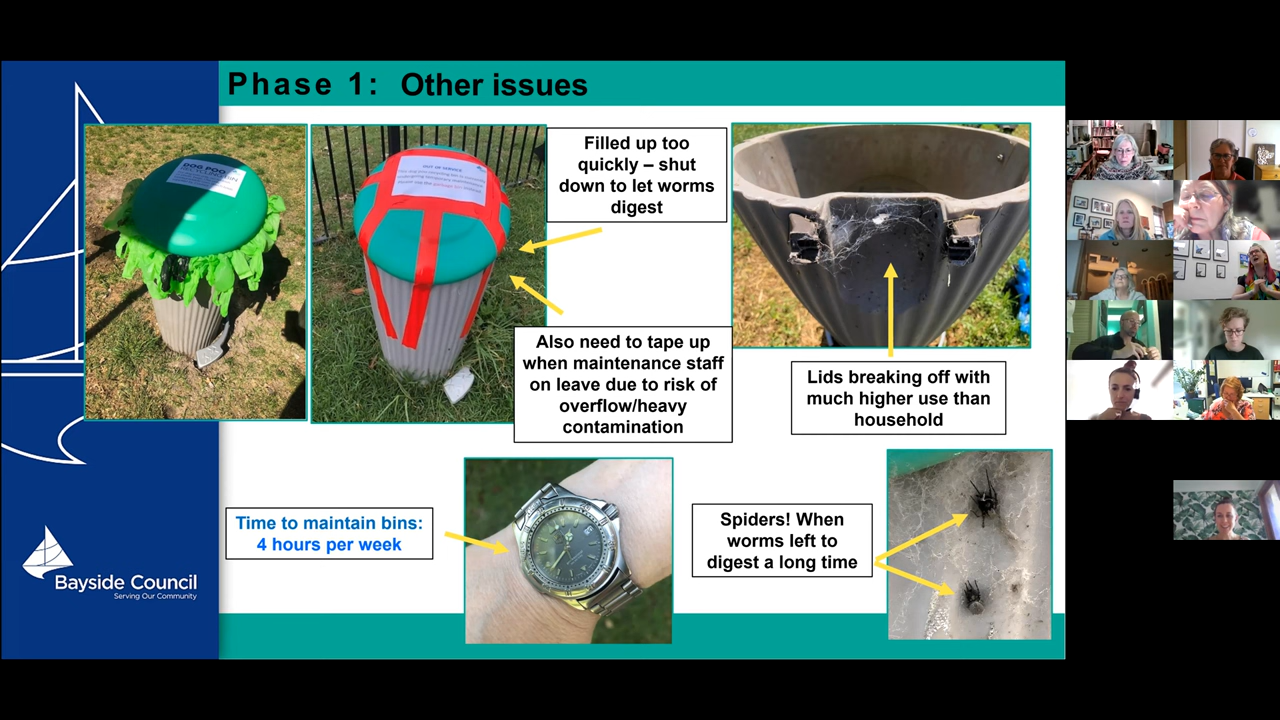 Phase 1: Other issues
DOG POO
Filled up too
quickly – shut
down to let worms
digest
OUT OF SERVICE
Also need to tape up
when maintenance staff
on leave due to risk of
overflow/heavy
contamination
Lids breaking off with
much higher use than
household
Time to maintain bins:
4 hours per week
Spiders! When
worms left to
digest a long time
Bayside Council
Serving Our Community